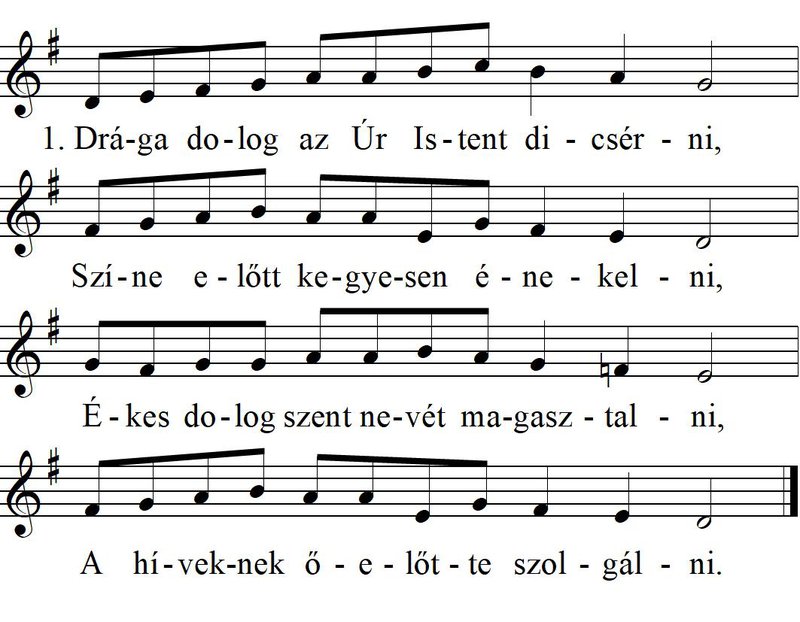 1. Drá-ga do-log az Úr Is-tent di - csér - ni,
Szí-ne e-lőtt ke-gye-sen é-ne - kel - ni,
É-kes do-log szent ne-vét ma-gasz - tal - ni,
A hí-vek-nek ő-e-lőt-te szol - gál - ni.